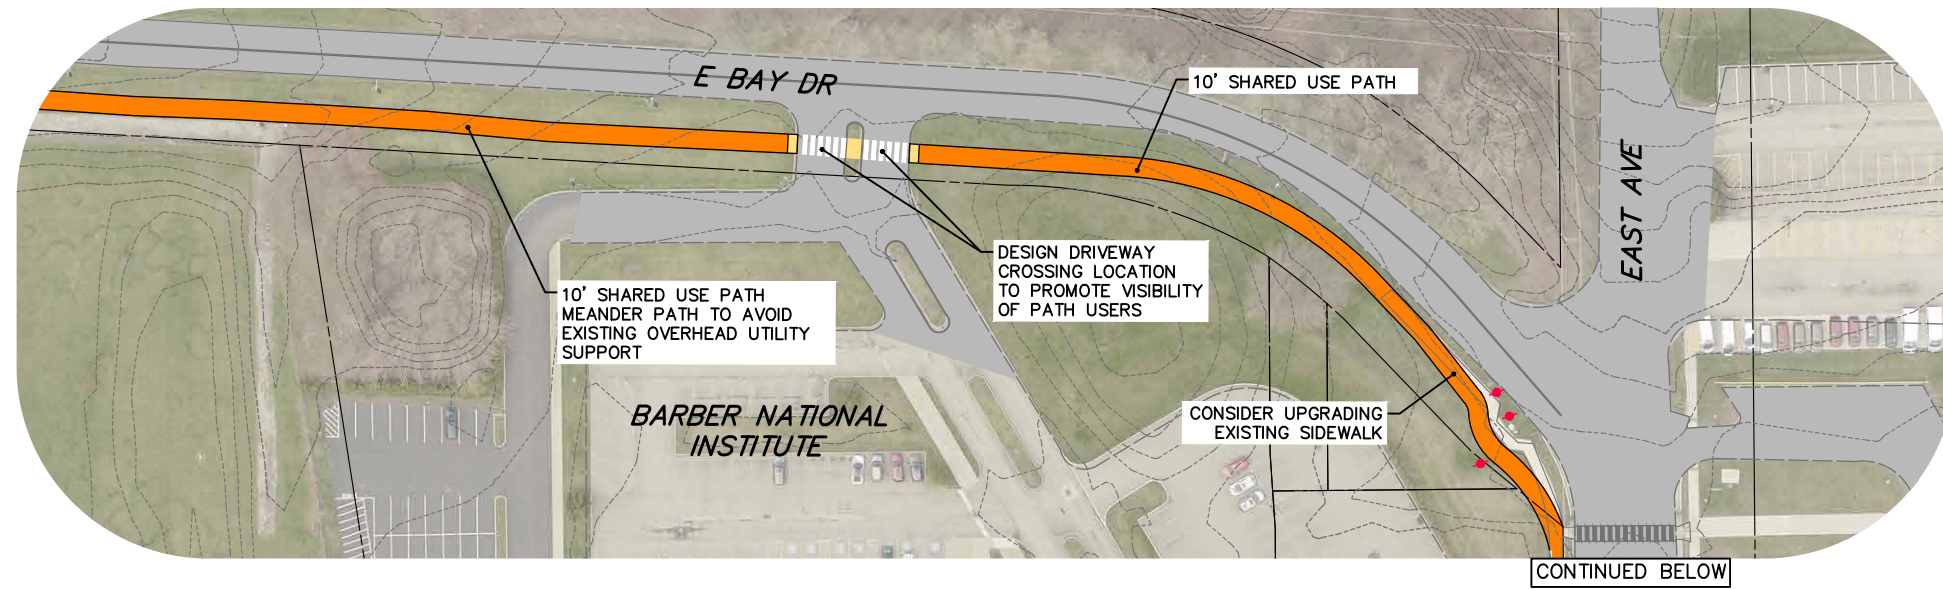 E BAY DR
10' SHARED USE PATH
EAST AVE
DESIGN DRIVEWAY
CROSSING LOCATION
TO PROMOTE VISIBILITY
OF PATH USERS
10' SHARED USE PATH
MEANDER PATH TO AVOID
EXISTING OVERHEAD UTILITY
SUPPORT
BARBER NATIONAL
INSTITUTE
CONSIDER UPGRADING
EXISTING SIDEWALK
CONTINUED BELOW